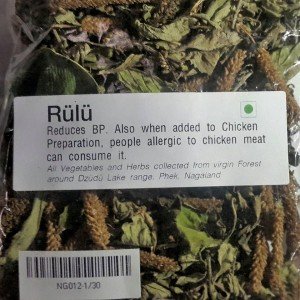 Rülü
Reduces BP. Also when added to Chicken
Preparation, people allergic to chicken meat
can consume it.
All Vegetables and Herbs collected from virgin Forest
around Dzüdü Lake range, Phek, Nagaland
NG012-1/30